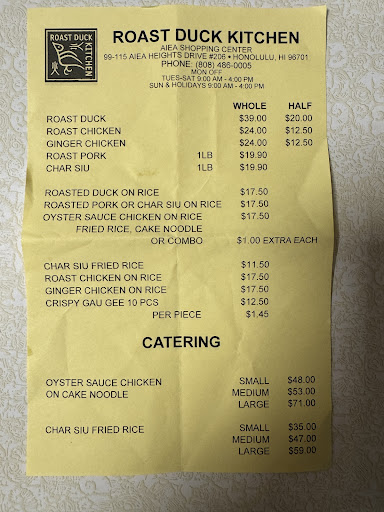 ROAST DUCK
KITCHEN
ROAST DUCK KITCHEN
AIEA SHOPPING CENTER
99-115 AIEA HEIGHTS DRIVE #206 • HONOLULU, HI 96701
PHONE: (808) 486-0005
MON OFF
TUES-SAT 9:00 AM - 4:00 PM
SUN & HOLIDAYS 9:00 AM - 4:00 PM
WHOLE HALF
ROAST DUCK $39.00 $20.00
ROAST CHICKEN $24.00 $12.50
GINGER CHICKEN $24.00 $12.50
ROAST PORK 1LB $19.90
CHAR SIU 1LB $19.90
ROASTED DUCK ON RICE $17.50
ROASTED PORK OR CHAR SIU ON RICE $17.50
OYSTER SAUCE CHICKEN ON RICE $17.50
FRIED RICE, CAKE NOODLE
OR COMBO $1.00 EXTRA EACH
CHAR SIU FRIED RICE $11.50
ROAST CHICKEN ON RICE $17.50
GINGER CHICKEN ON RICE $17.50
CRISPY GAU GEE 10 PCS $12.50
PER PIECE $1.45
CATERING
OYSTER SAUCE CHICKEN SMALL $48.00
ON CAKE NOODLE MEDIUM $53.00
LARGE $71.00
CHAR SIU FRIED RICE SMALL $35.00
MEDIUM $47.00
LARGE $59.00